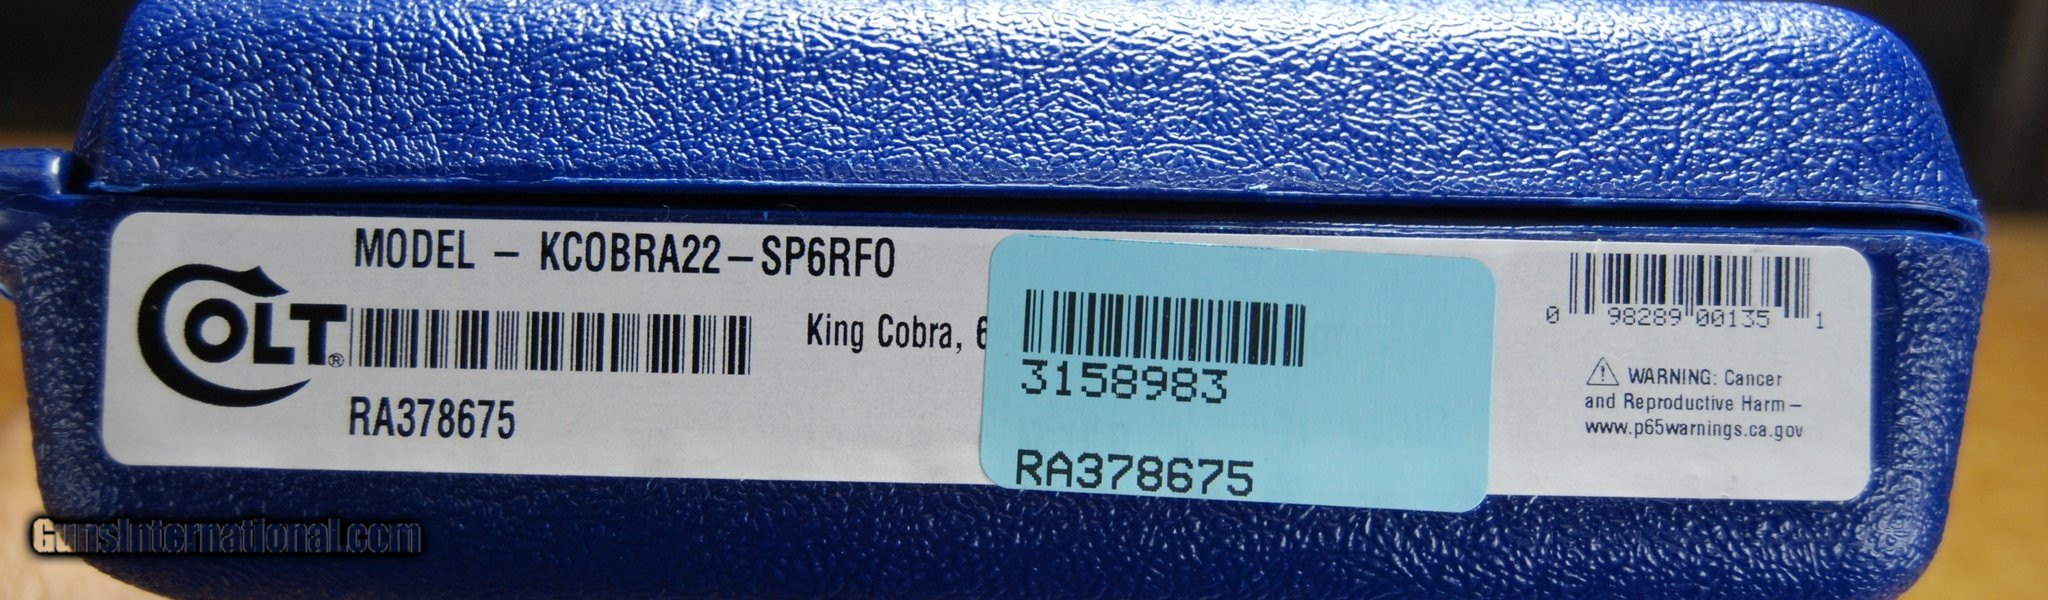 MODEL – KCOBRA22–SP6RFO
COLT®
King Cobra, 6
RA378675
3158983
RA378675
0 98289 00135 1
WARNING: Cancer
and Reproductive Harm –
www.p65warnings.ca.gov
GunsInternational.com